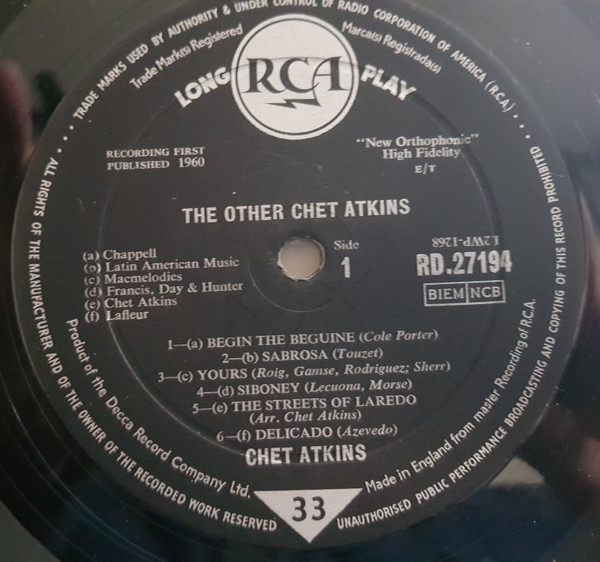 TRADE MARKS USED BY AUTHORITY & UNDER CONTROL OF RADIO CORPORATION OF AMERICA (R.C.A.)
Trade Mark(s) Registered
Marca(s) Registrada(s)
LONG RCA PLAY
RECORDING FIRST
PUBLISHED 1960
"New Orthophonic"
High Fidelity
E/T
THE OTHER CHET ATKINS
(a) Chappell
(b) Latin American Music
(c) Macmelodies
(d) Francis, Day & Hunter
(e) Chet Atkins
(f) Lafleur
Side
1
L2WP-1268
RD.27194
BIEM NCB
1—(a) BEGIN THE BEGUINE (Cole Porter)
2—(b) SABROSA (Touzet)
3—(c) YOURS (Roig, Gamse, Rodriguez; Sherr)
4—(d) SIBONEY (Lecuona, Morse)
5—(e) THE STREETS OF LAREDO
(Arr. Chet Atkins)
6—(f) DELICADO (Azevedo)
CHET ATKINS
33
Product of the Decca Record Company Ltd.
Made in England from master Recording of R.C.A.
ALL RIGHTS OF THE MANUFACTURER AND OF THE OWNER OF THE RECORDED WORK RESERVED
UNAUTHORISED PUBLIC PERFORMANCE BROADCASTING AND COPYING OF THIS RECORD PROHIBITED